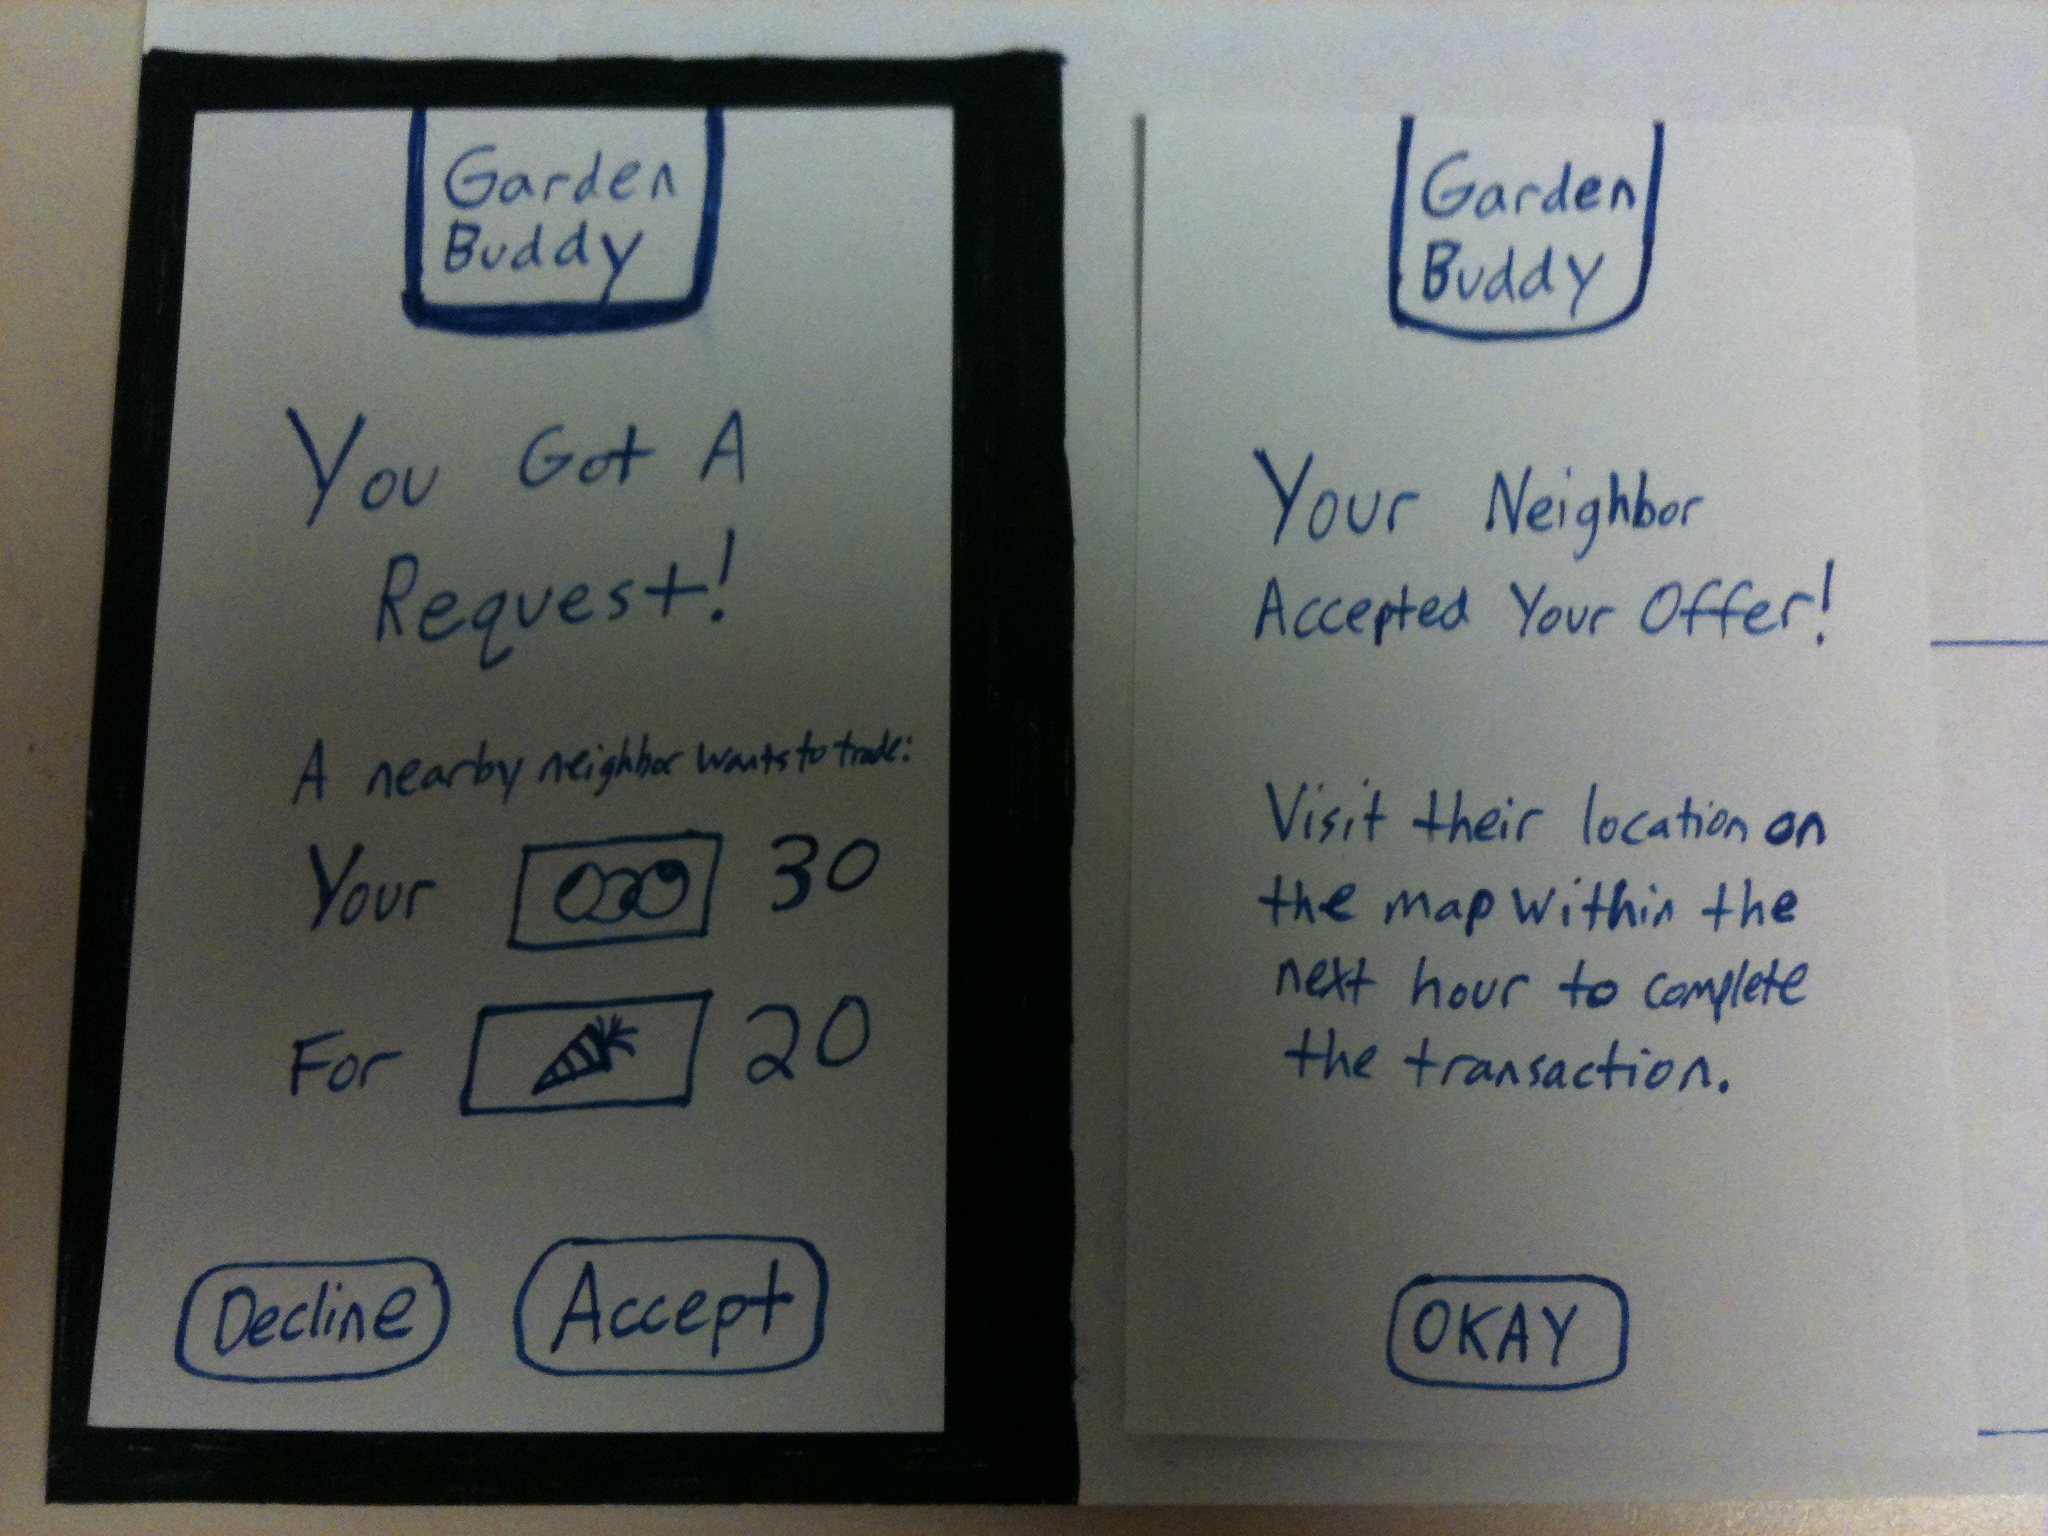 Garden
Buddy
You Got A
Request!
A nearby neighbor wants to trade:
Your 30
For 20
Decline Accept
Garden
Buddy
Your Neighbor
Accepted Your Offer!
Visit their location on
the map within the
next hour to complete
the transaction.
OKAY